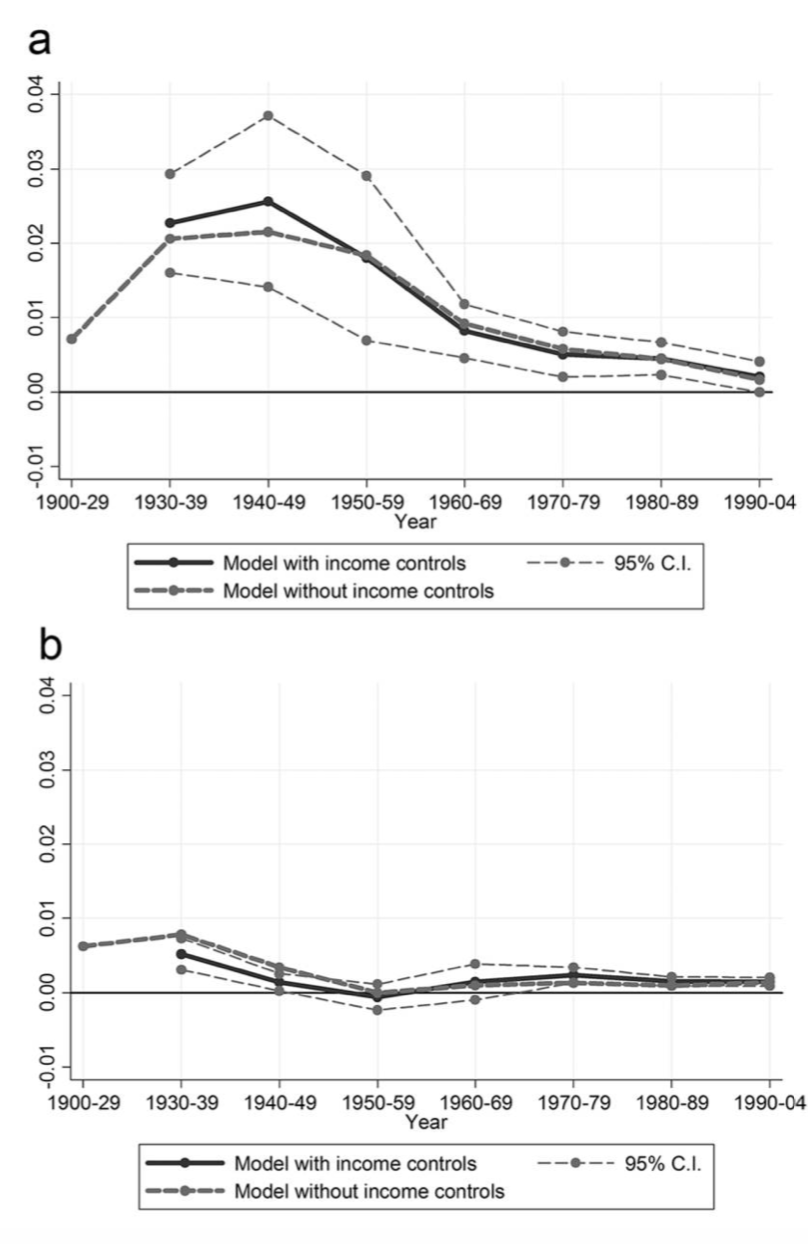 a
0.04
0.03
0.02
0.01
0.00
-0.01
1900-29 1930-39 1940-49 1950-59 1960-69 1970-79 1980-89 1990-04
Year
Model with income controls 95% C.I.
Model without income controls
b
0.04
0.03
0.02
0.01
0.00
-0.01
1900-29 1930-39 1940-49 1950-59 1960-69 1970-79 1980-89 1990-04
Year
Model with income controls 95% C.I.
Model without income controls